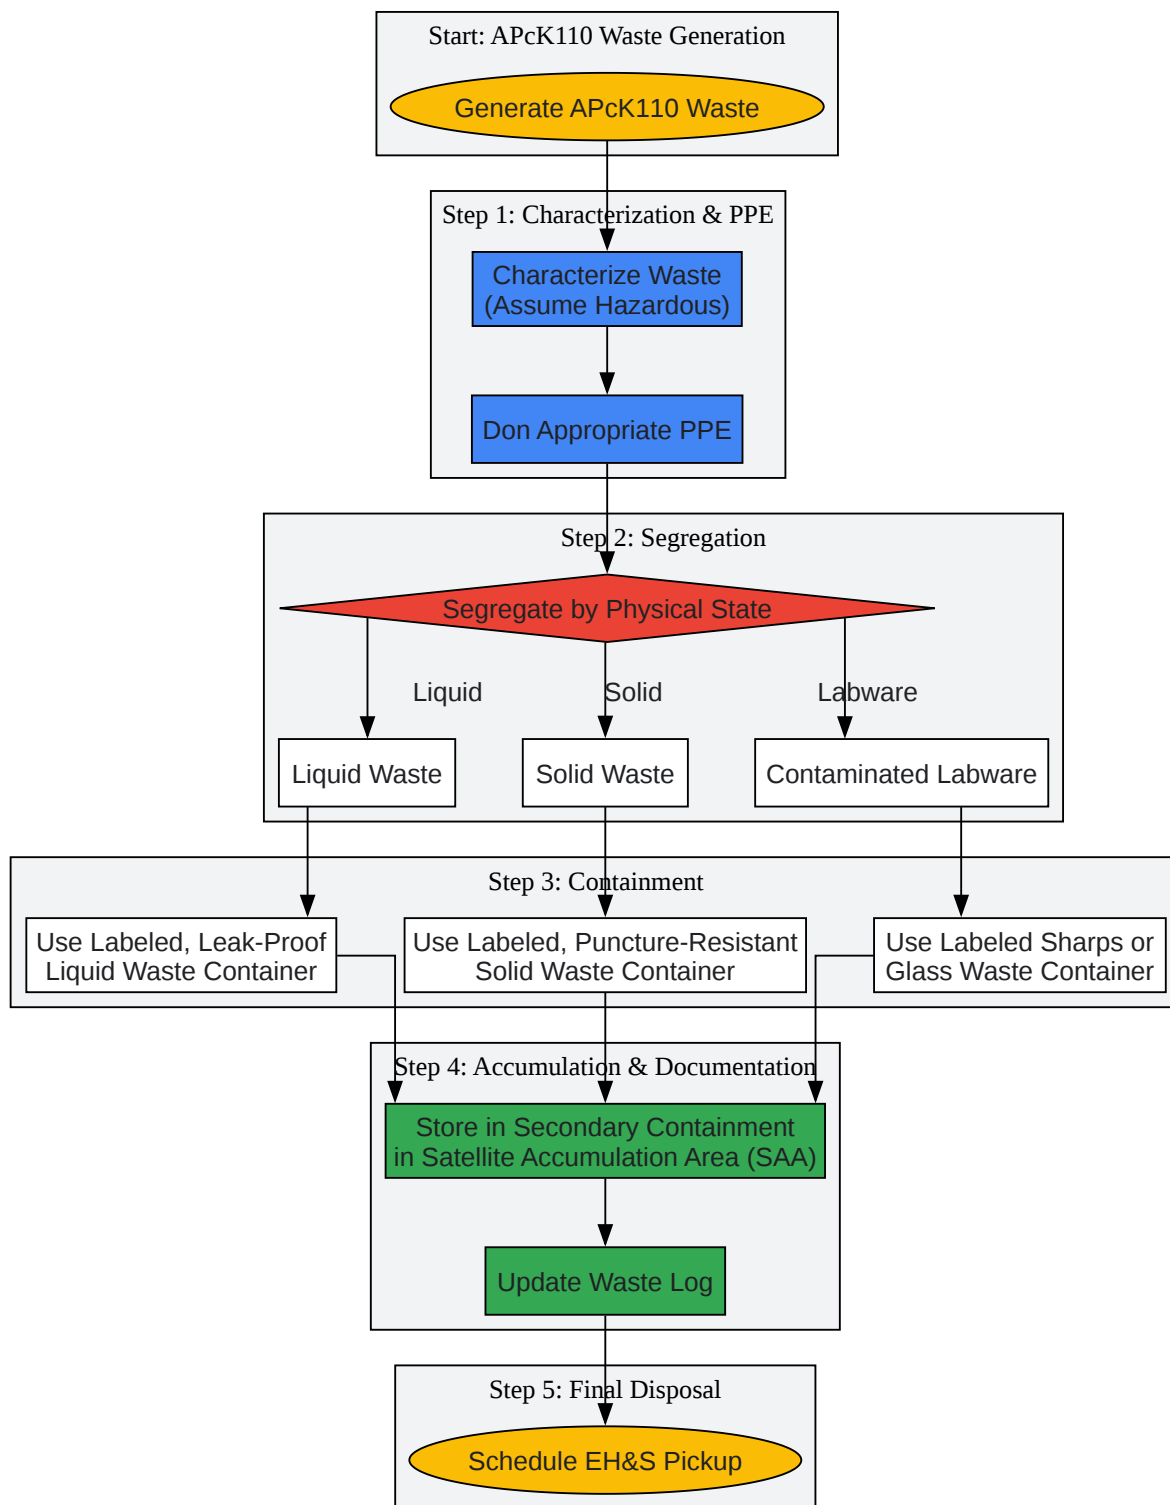 Start: APcK110 Waste Generation
Generate APcK110 Waste
Step 1: Characterization & PPE
Characterize Waste
(Assume Hazardous)
Don Appropriate PPE
Step 2: Segregation
Segregate by Physical State
Liquid
Solid
Labware
Liquid Waste
Solid Waste
Contaminated Labware
Step 3: Containment
Use Labeled, Leak-Proof
Liquid Waste Container
Use Labeled, Puncture-Resistant
Solid Waste Container
Use Labeled Sharps or
Glass Waste Container
Step 4: Accumulation & Documentation
Store in Secondary Containment
in Satellite Accumulation Area (SAA)
Update Waste Log
Step 5: Final Disposal
Schedule EH&S Pickup